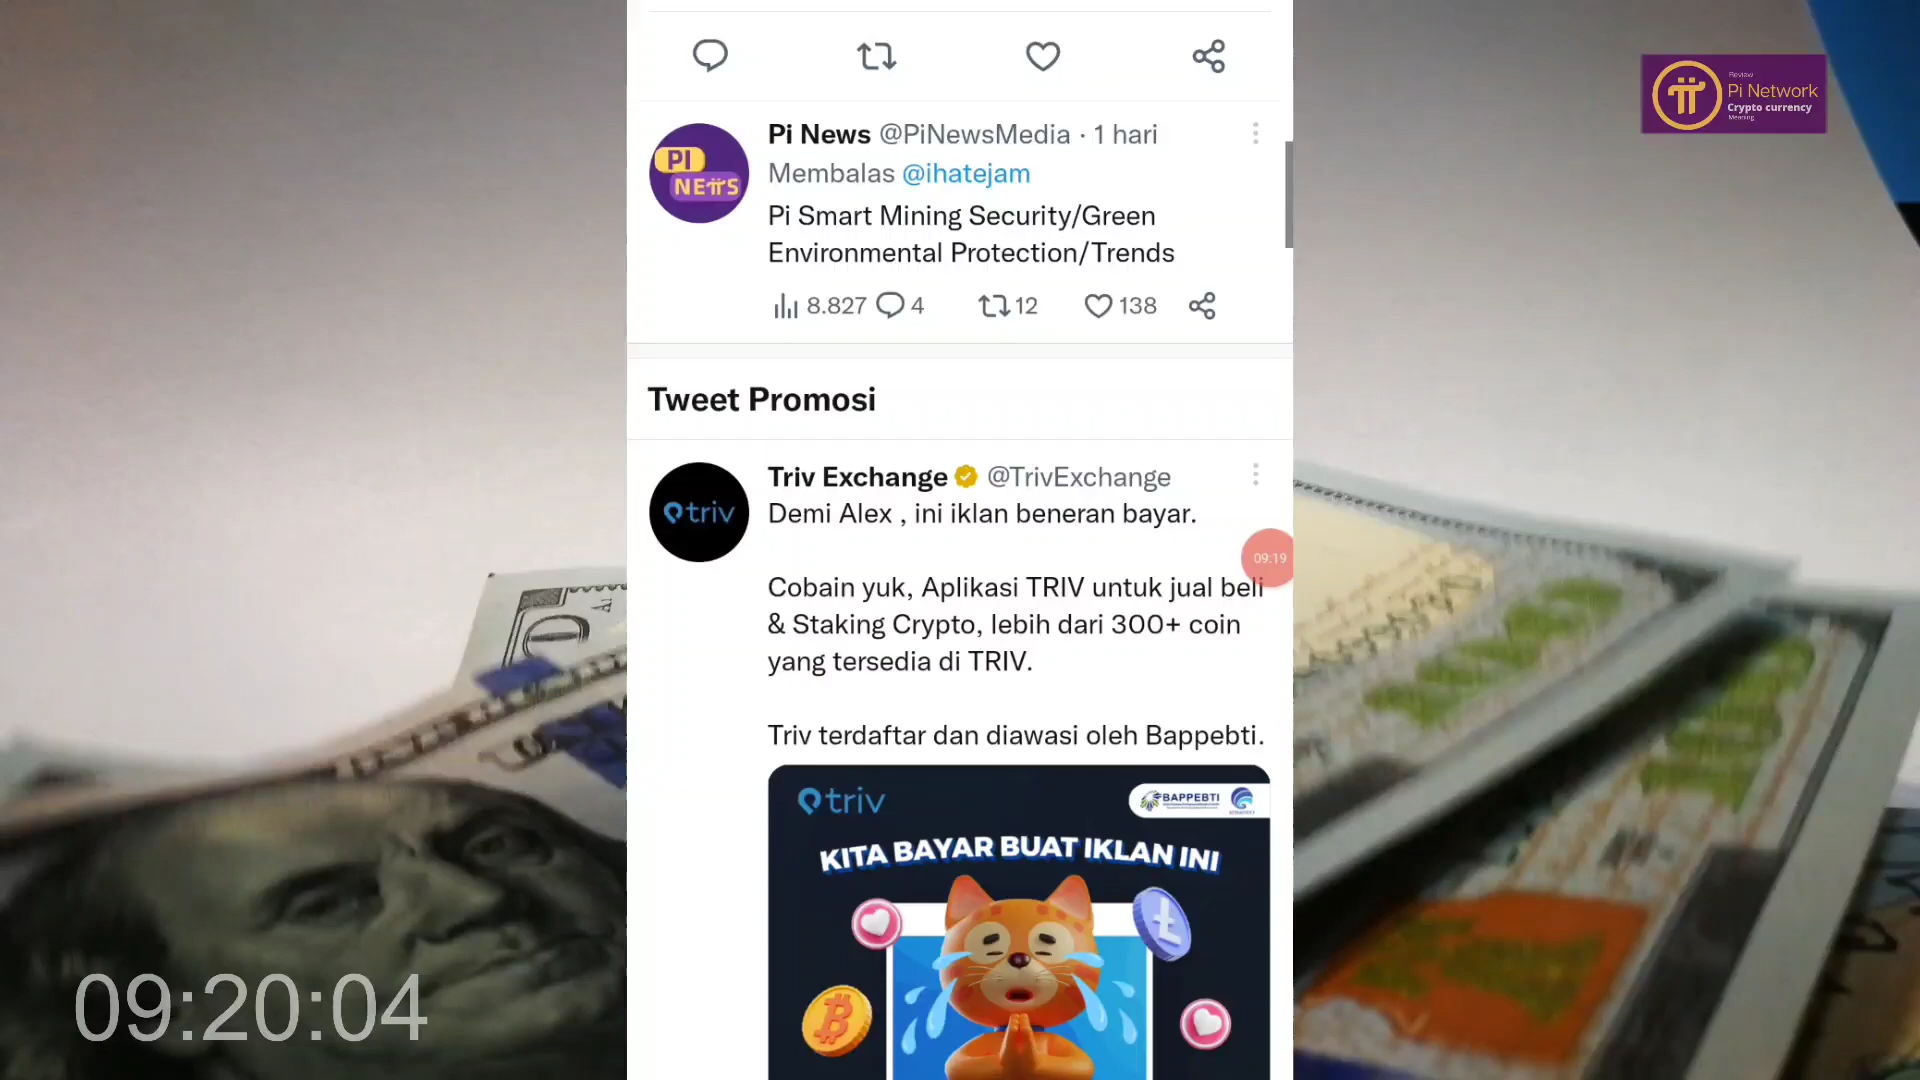 Pi News @PiNewsMedia · 1 hari
Membalas @ihatejam
Pi Smart Mining Security/Green
Environmental Protection/Trends
8.827 4 12 138
Tweet Promosi
Triv Exchange @TrivExchange
Demi Alex , ini iklan beneran bayar.
Cobain yuk, Aplikasi TRIV untuk jual beli
& Staking Crypto, lebih dari 300+ coin
yang tersedia di TRIV.
Triv terdaftar dan diawasi oleh Bappebti.
triv
BAPPEBTI
KITA BAYAR BUAT IKLAN INI
PI
NEWS
triv
09:19
Review
Pi Network
Crypto currency
Meaning
09:20:04